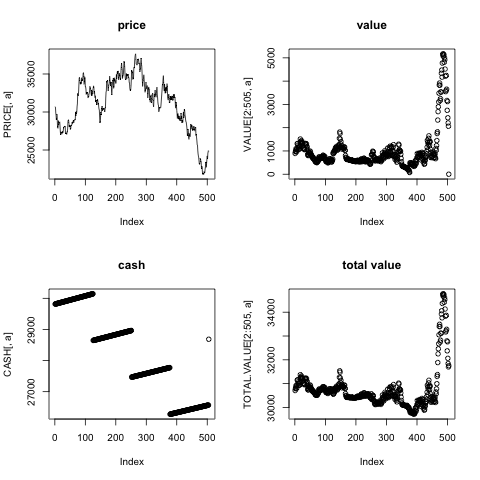 price
PRICE[, a]
25000 30000 35000
0 100 200 300 400 500
Index
value
VALUE[2:505, a]
0 1000 3000 5000
0 100 200 300 400 500
Index
cash
CASH[, a]
27000 29000
0 100 200 300 400 500
Index
total value
TOTAL.VALUE[2:505, a]
30000 32000 34000
0 100 200 300 400 500
Index